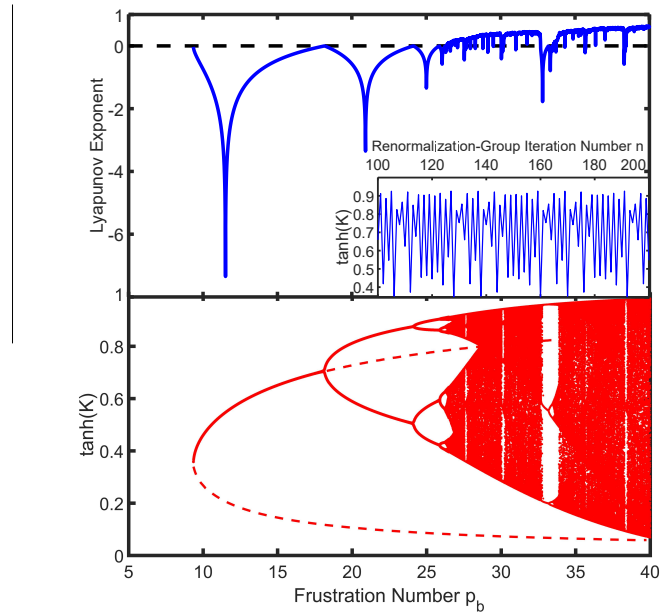 1
0
-2
-4
-6
Lyapunov Exponent
Renormalization-Group Iteration Number n
100 120 140 160 180 200
0.9
0.8
0.7
0.6
0.5
0.4
tanh(K)
1
0.8
0.6
0.4
0.2
0
tanh(K)
5 10 15 20 25 30 35 40
Frustration Number p_b